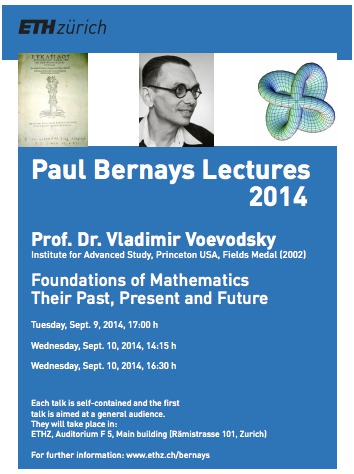 ETH zürich
ΕΥΚΛΕΙΔΟΥ
Paul Bernays Lectures
2014
Prof. Dr. Vladimir Voevodsky
Institute for Advanced Study, Princeton USA, Fields Medal (2002)
Foundations of Mathematics
Their Past, Present and Future
Tuesday, Sept. 9, 2014, 17:00 h
Wednesday, Sept. 10, 2014, 14:15 h
Wednesday, Sept. 10, 2014, 16:30 h
Each talk is self-contained and the first
talk is aimed at a general audience.
They will take place in:
ETHZ, Auditorium F 5, Main building (Rämistrasse 101, Zurich)
For further information: www.ethz.ch/bernays